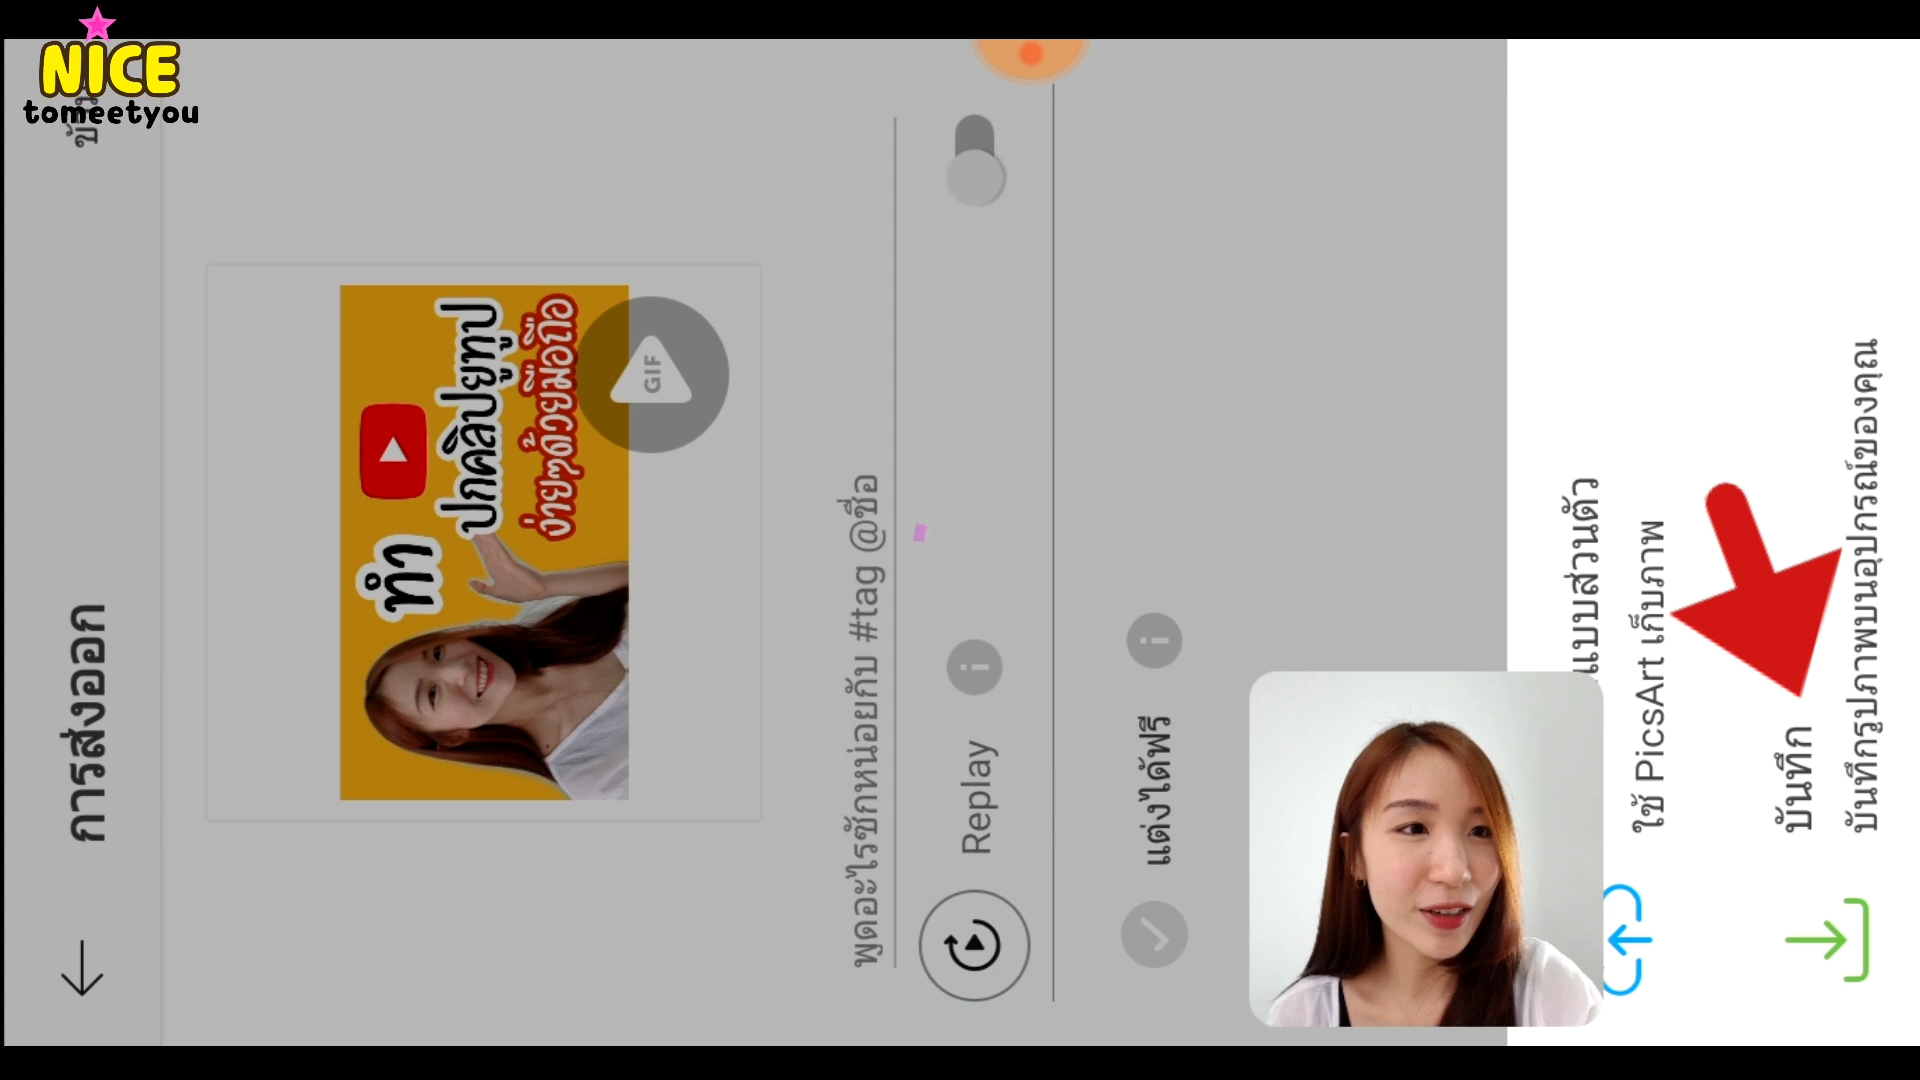 NICE
tomeetyou
การส่งออก
ทำ
ปกคลิปยูทูป
ง่ายๆด้วยมือถือ
GIF
พูดอะไรซักหน่อยกับ #tag @ชื่อ
Replay
แต่งได้ฟรี
แบบส่วนตัว
ใช้ PicsArt เก็บภาพ
บันทึก
บันทึกรูปภาพบนอุปกรณ์ของคุณ